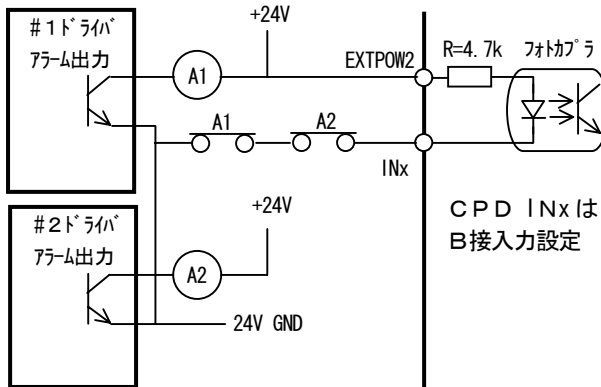 #1ドライバ
アラーム出力
A1
+24V
EXTPOW2
R=4.7k
フォトカプラ
A1
A2
INx
#2ドライバ
アラーム出力
A2
+24V
24V GND
CPD INxは
B接入力設定